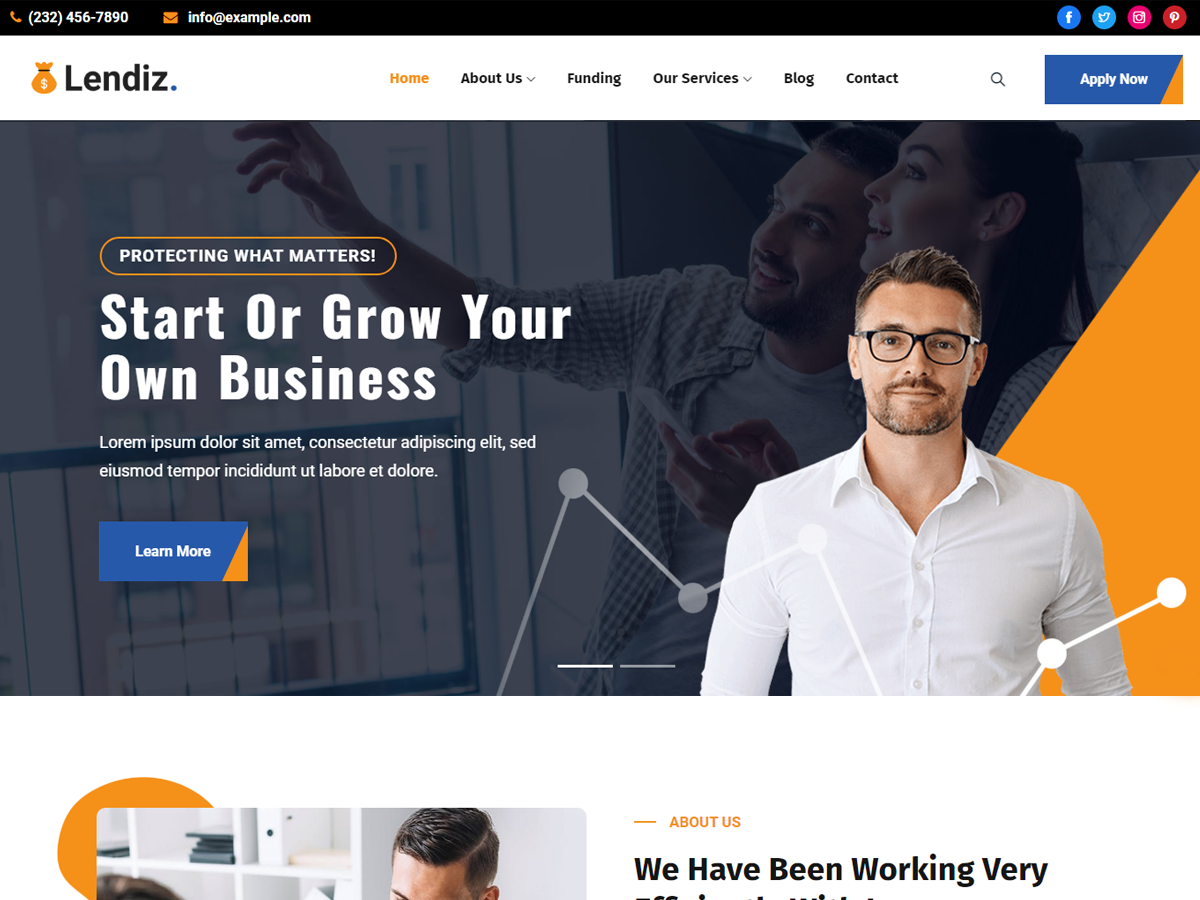 (232) 456-7890
info@example.com
$ Lendiz.
Home
About Us
Funding
Our Services
Blog
Contact
Apply Now
PROTECTING WHAT MATTERS!
Start Or Grow Your
Own Business
Lorem ipsum dolor sit amet, consectetur adipiscing elit, sed
eiusmod tempor incididunt ut labore et dolore.
Learn More
ABOUT US
We Have Been Working Very